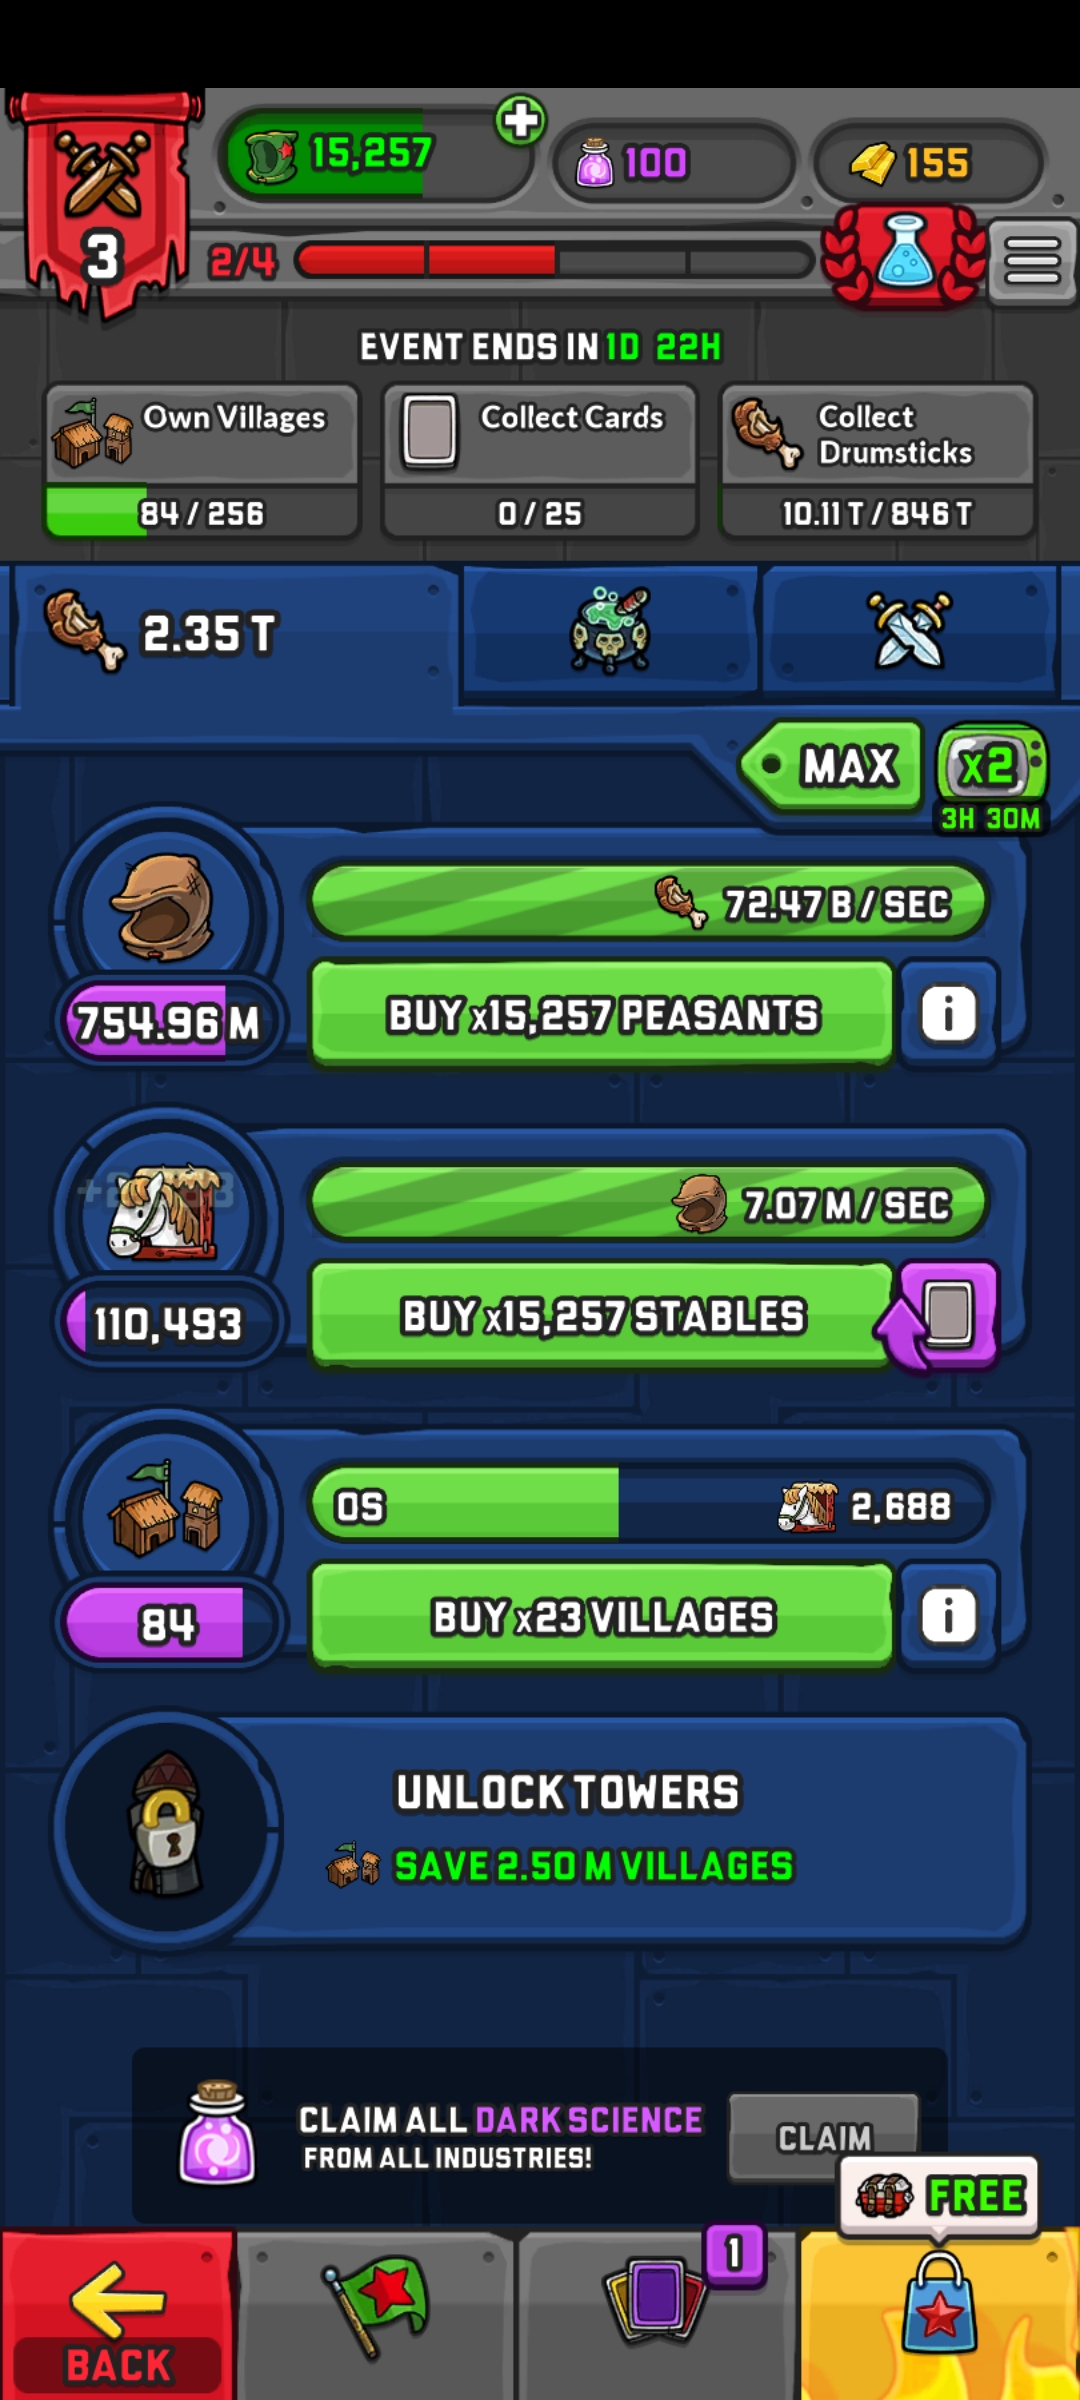 15,257
100
155
3
2/4
EVENT ENDS IN 1D 22H
Own Villages
84 / 256
Collect Cards
0 / 25
Collect
Drumsticks
10.11 T / 846 T
2.35 T
MAX
x2
3H 30M
72.47 B / SEC
754.96 M
BUY x15,257 PEASANTS
7.07 M / SEC
110,493
BUY x15,257 STABLES
0S
2,688
84
BUY x23 VILLAGES
UNLOCK TOWERS
SAVE 2.50 M VILLAGES
CLAIM ALL DARK SCIENCE
FROM ALL INDUSTRIES!
CLAIM
FREE
1
BACK